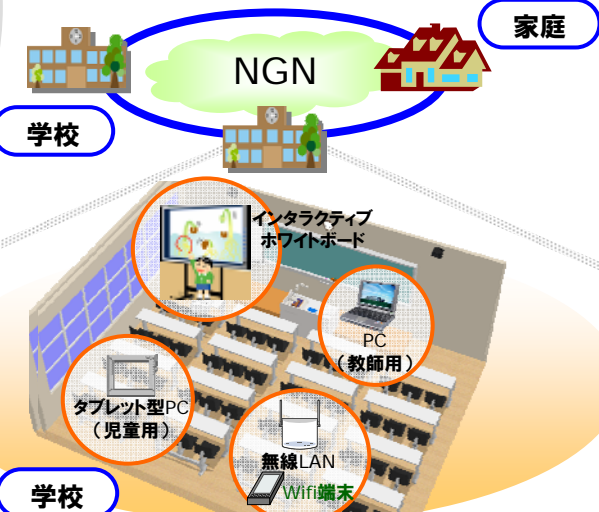 家庭
NGN
学校
インタラクティブ
ホワイトボード
PC
(教師用)
タブレット型PC
(児童用)
無線LAN
Wifi端末
学校